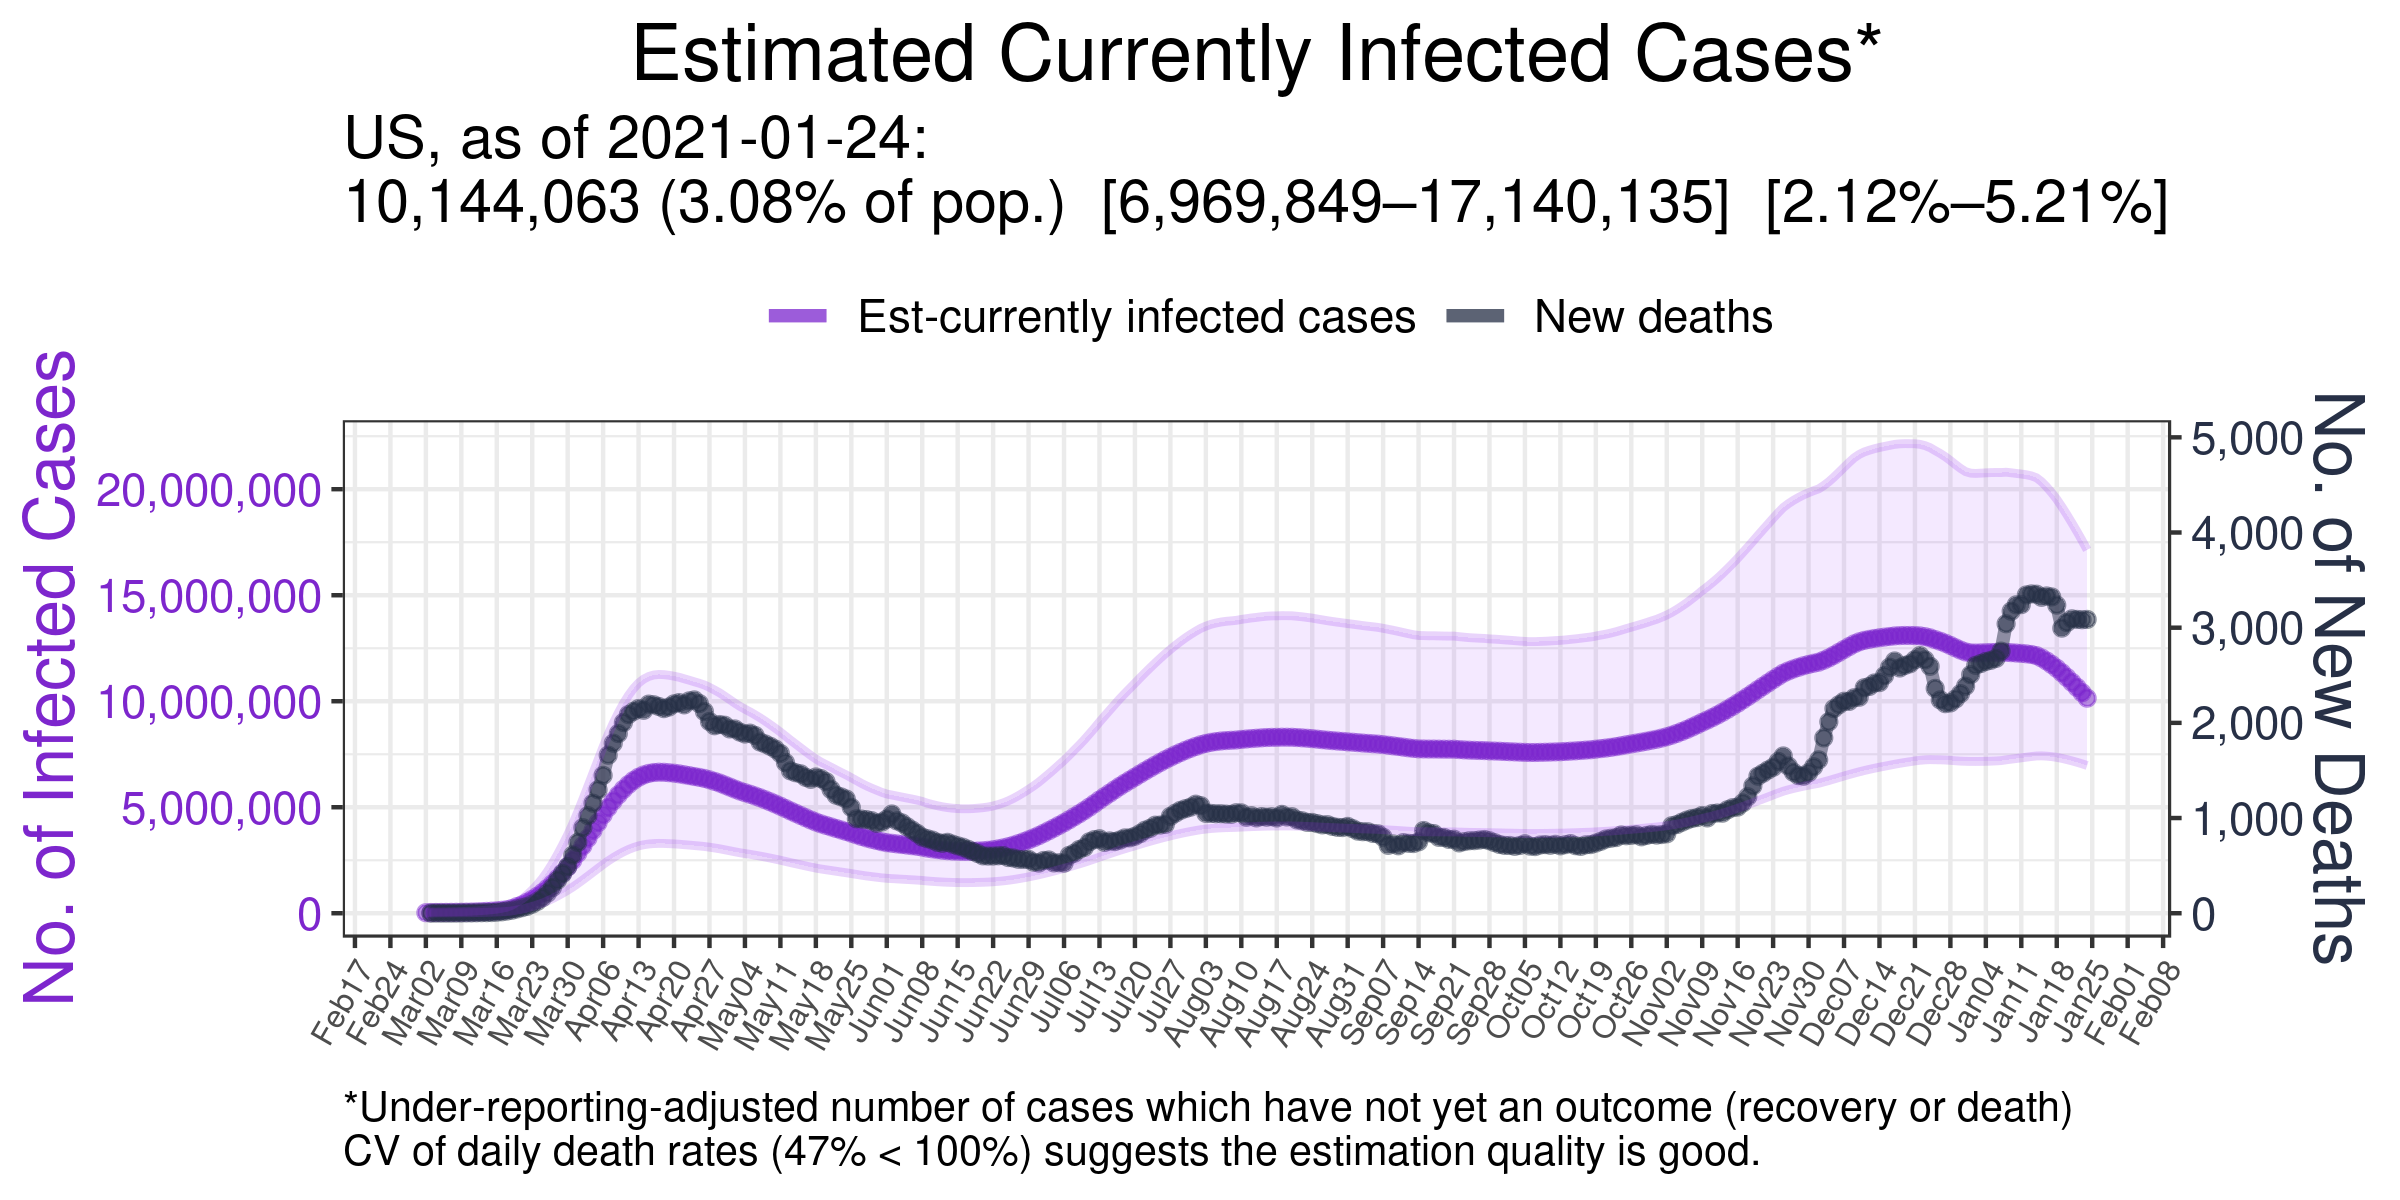 Estimated Currently Infected Cases*
US, as of 2021-01-24:
10,144,063 (3.08% of pop.) [6,969,849–17,140,135] [2.12%–5.21%]
Est-currently infected cases
New deaths
No. of Infected Cases
20,000,000
15,000,000
10,000,000
5,000,000
0
5,000
4,000
3,000
2,000
1,000
0
No. of New Deaths
Feb17
Feb24
Mar02
Mar09
Mar16
Mar23
Mar30
Apr06
Apr13
Apr20
Apr27
May04
May11
May18
May25
Jun01
Jun08
Jun15
Jun22
Jun29
Jul06
Jul13
Jul20
Jul27
Aug03
Aug10
Aug17
Aug24
Aug31
Sep07
Sep14
Sep21
Sep28
Oct05
Oct12
Oct19
Oct26
Nov02
Nov09
Nov16
Nov23
Nov30
Dec07
Dec14
Dec21
Dec28
Jan04
Jan11
Jan18
Jan25
Feb01
Feb08
*Under-reporting-adjusted number of cases which have not yet an outcome (recovery or death)
CV of daily death rates (47% < 100%) suggests the estimation quality is good.